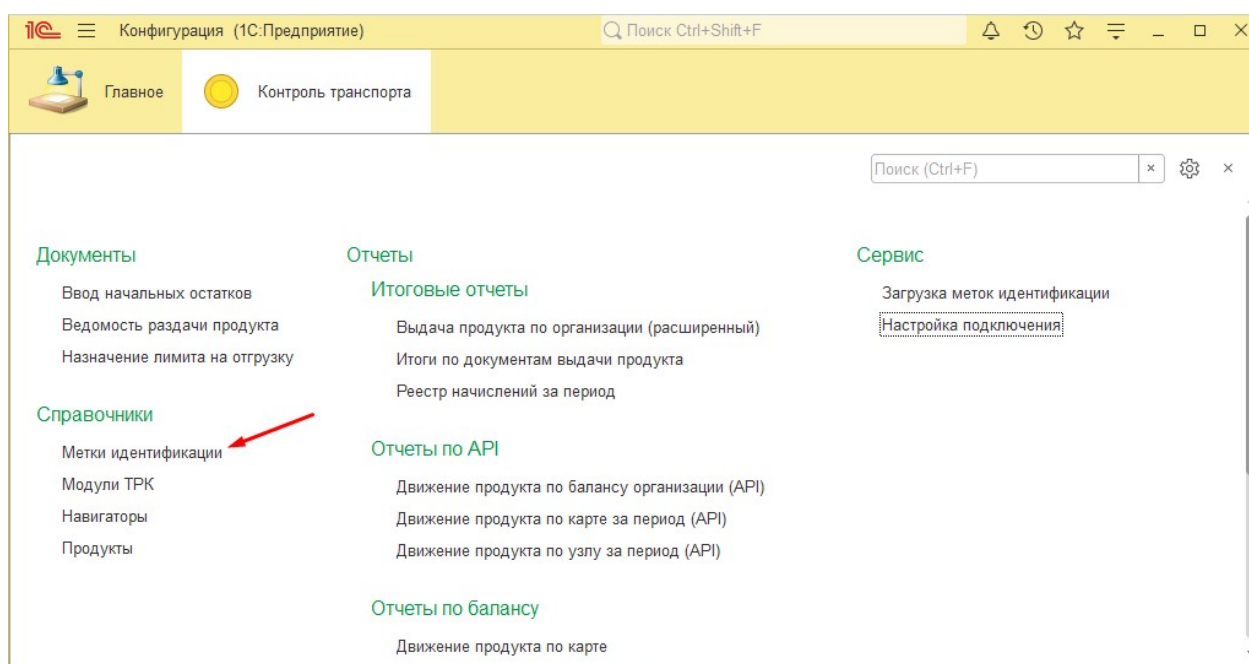 1С Конфигурация (1С:Предприятие) Поиск Ctrl+Shift+F
Главное Контроль транспорта
Поиск (Ctrl+F)
Документы
Ввод начальных остатков
Ведомость раздачи продукта
Назначение лимита на отгрузку
Справочники
Метки идентификации
Модули ТРК
Навигаторы
Продукты
Отчеты
Итоговые отчеты
Выдача продукта по организации (расширенный)
Итоги по документам выдачи продукта
Реестр начислений за период
Отчеты по API
Движение продукта по балансу организации (API)
Движение продукта по карте за период (API)
Движение продукта по узлу за период (API)
Отчеты по балансу
Движение продукта по карте
Сервис
Загрузка меток идентификации
Настройка подключения